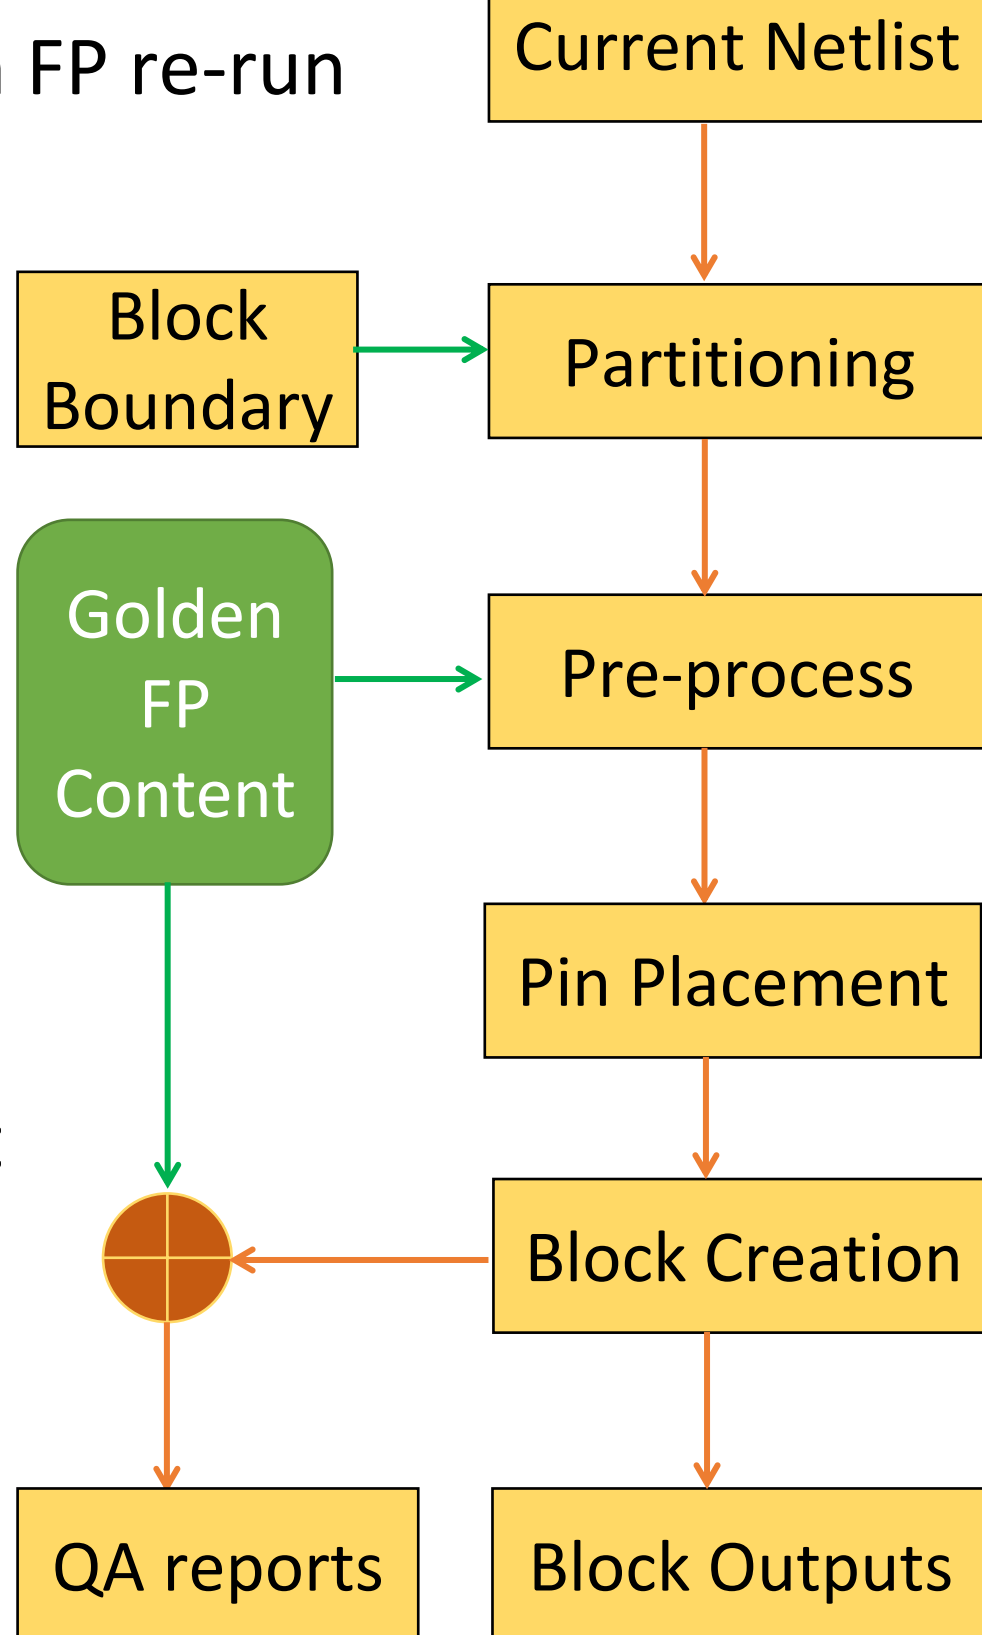 FP re-run
Current Netlist
Block
Boundary
Partitioning
Golden
FP
Content
Pre-process
Pin Placement
Block Creation
QA reports
Block Outputs